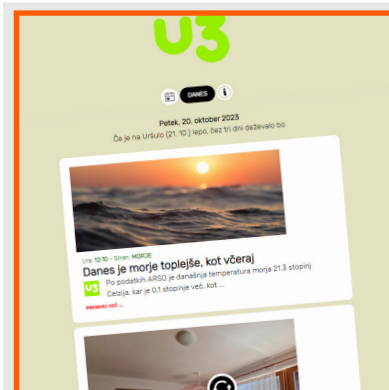 u3
DANES
i
Petek, 20. oktober 2023
Če je na Uršulo (21. 10.) lepo, čez tri dni deževalo bo.
Ura: 12:10 - Stran: MORJE
Danes je morje toplejše, kot včeraj
u3
Po podatkih ARSO je današnja temperatura morja 21.3 stopinj
Celzija, kar je 0.1 stopinje več, kot ...
PREBERI VEČ ...